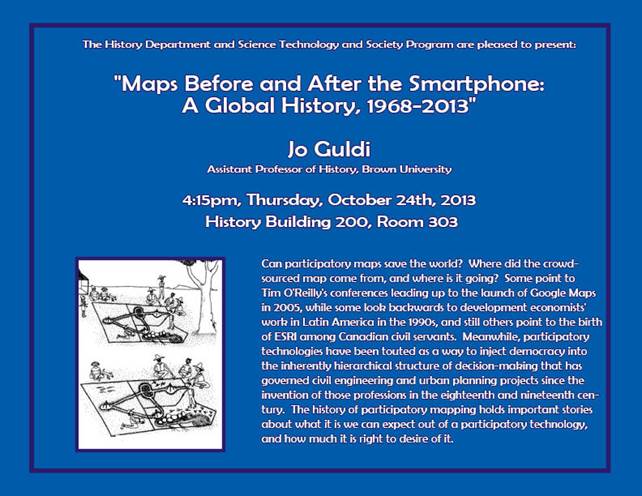 The History Department and Science Technology and Society Program are pleased to present:
"Maps Before and After the Smartphone:
A Global History, 1968-2013"
Jo Guldi
Assistant Professor of History, Brown University
4:15pm, Thursday, October 24th, 2013
History Building 200, Room 303
Can participatory maps save the world? Where did the crowd-
sourced map come from, and where is it going? Some point to
Tim O'Reilly's conferences leading up to the launch of Google Maps
in 2005, while some look backwards to development economists'
work in Latin America in the 1990s, and still others point to the birth
of ESRI among Canadian civil servants. Meanwhile, participatory
technologies have been touted as a way to inject democracy into
the inherently hierarchical structure of decision-making that has
governed civil engineering and urban planning projects since the
invention of those professions in the eighteenth and nineteenth cen-
tury. The history of participatory mapping holds important stories
about what it is we can expect out of a participatory technology,
and how much it is right to desire of it.